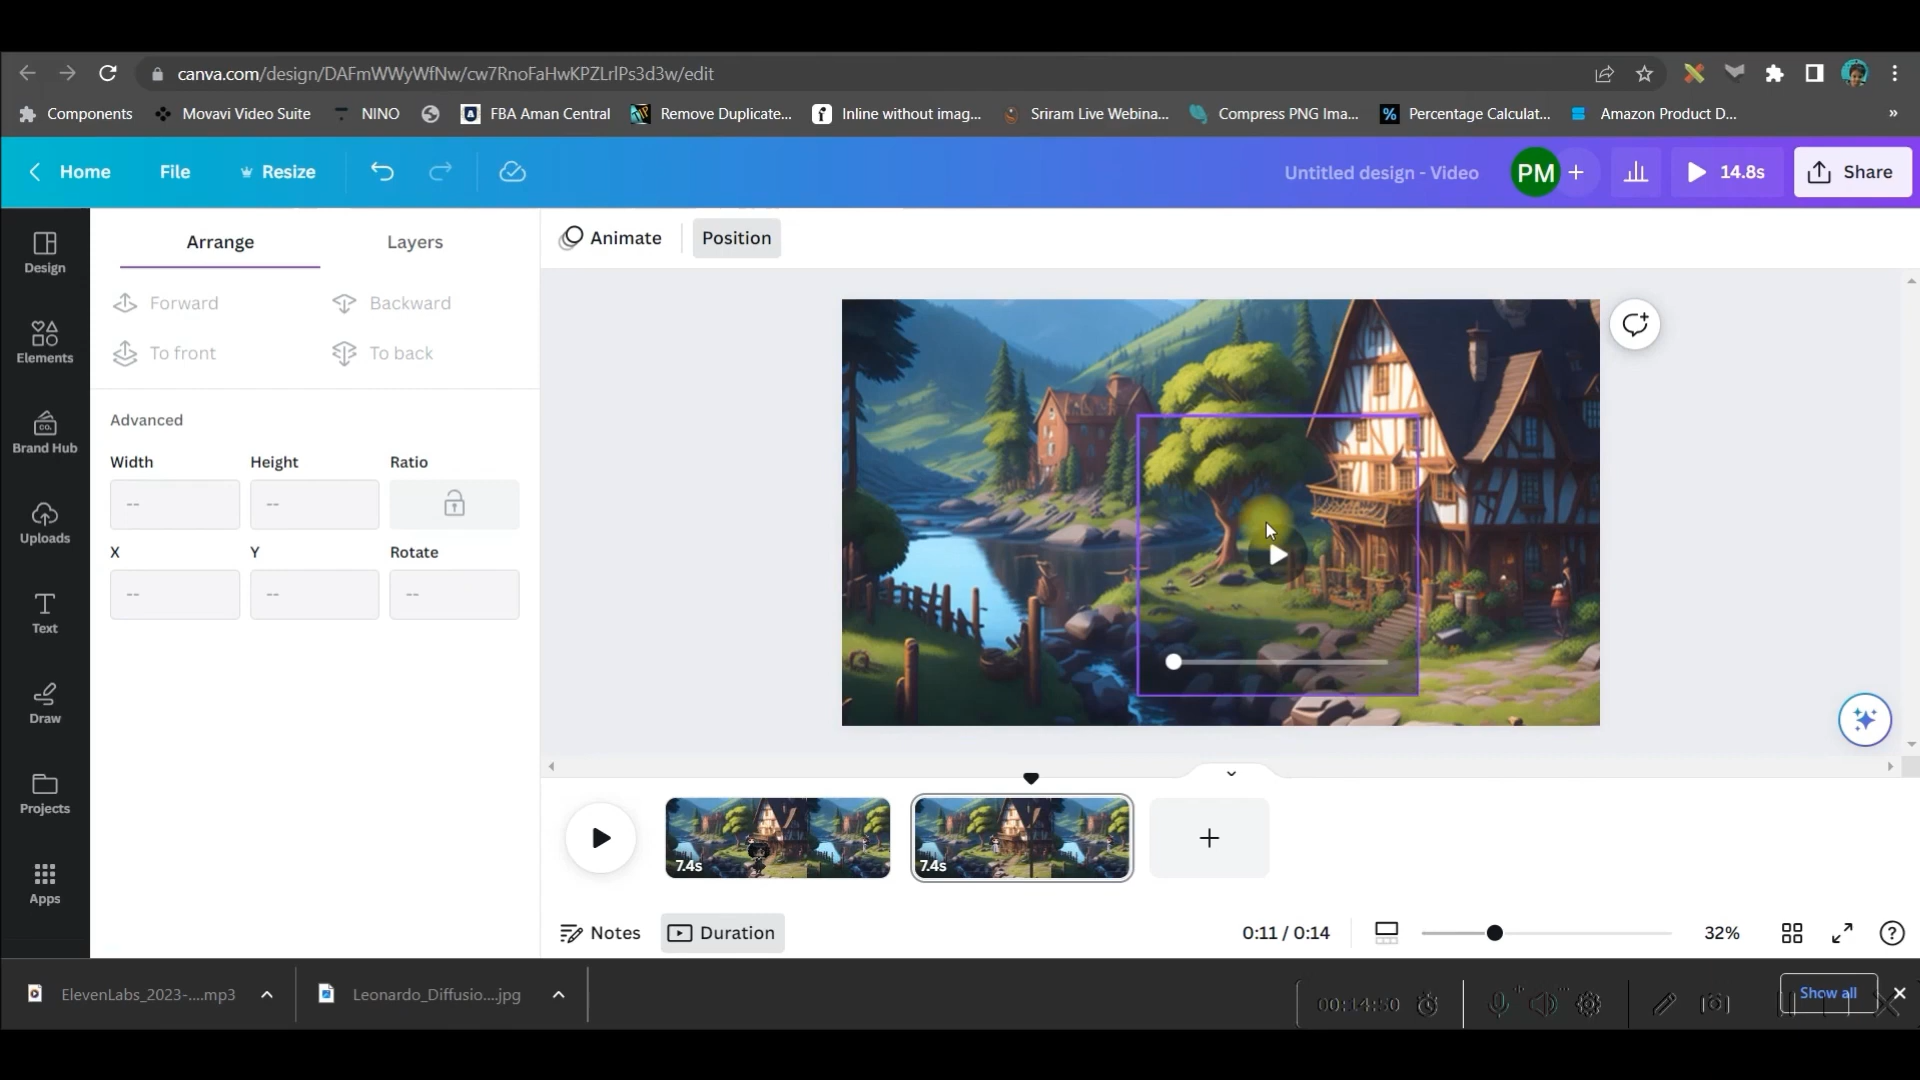 canva.com/design/DAFmWWyWfNw/cw7RnoFaHwKPZLrlPs3d3w/edit
Components Movavi Video Suite NINO FBA Aman Central Remove Duplicate... Inline without imag... Sriram Live Webina... Compress PNG Ima... Percentage Calculat... Amazon Product D... »
Home File Resize Untitled design - Video PM + 14.8s Share
Design
Elements
Brand Hub
Uploads
Text
Draw
Projects
Apps
Arrange Layers
Forward Backward
To front To back
Advanced
Width Height Ratio
-- --
X Y Rotate
-- -- --
Animate Position
7.4s 7.4s
Notes Duration 0:11 / 0:14 32%
ElevenLabs_2023-....mp3 Leonardo_Diffusio....jpg 00:14:50 Show all